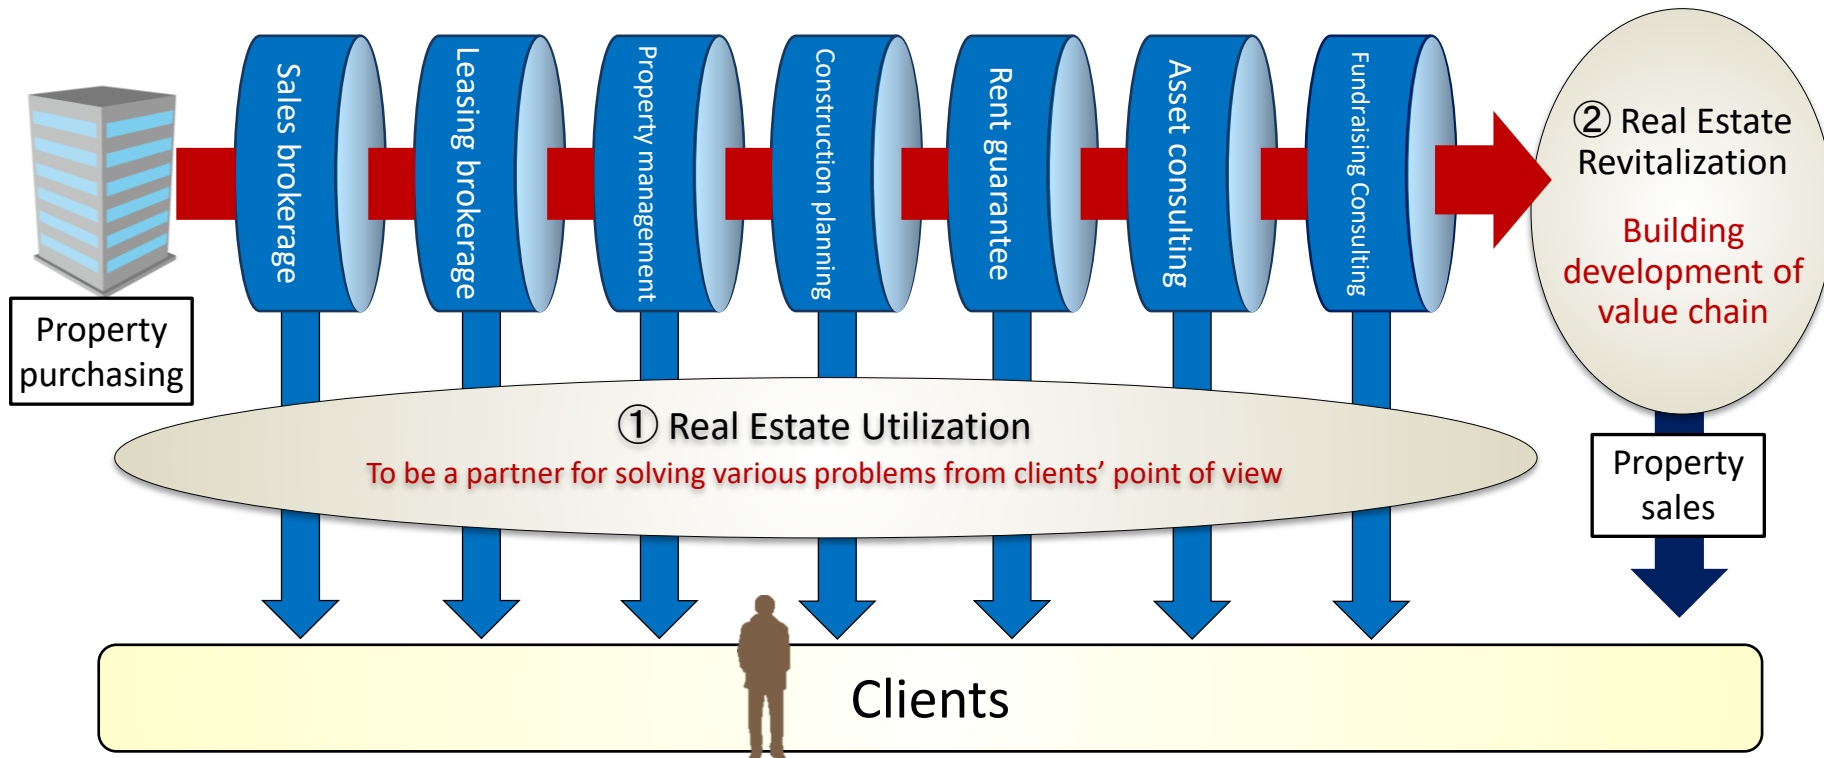 Sales brokerage
Leasing brokerage
Property management
Construction planning
Rent guarantee
Asset consulting
Fundraising Consulting
② Real Estate
Revitalization
Building
development of
value chain
Property
purchasing
① Real Estate Utilization
To be a partner for solving various problems from clients’ point of view
Property
sales
Clients